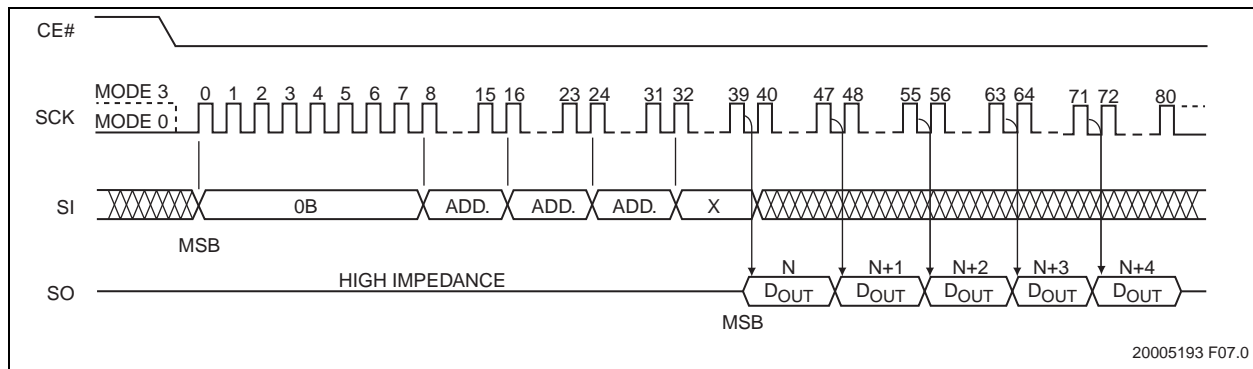 CE#
MODE 3
0 1 2 3 4 5 6 7 8 15 16 23 24 31 32 39 40 47 48 55 56 63 64 71 72 80
SCK
MODE 0
SI
0B ADD. ADD. ADD. X
MSB
N N+1 N+2 N+3 N+4
HIGH IMPEDANCE
SO
DOUT DOUT DOUT DOUT DOUT
MSB
20005193 F07.0